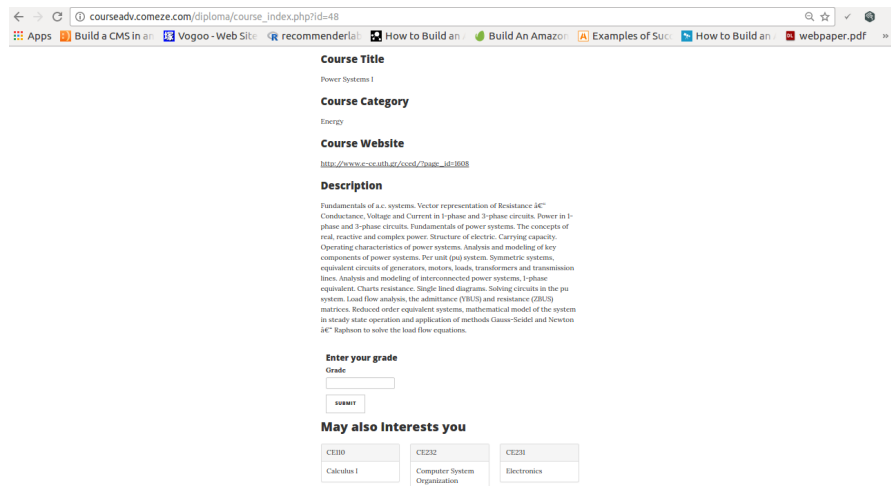 courseadv.comeze.com/diploma/course_index.php?id=48
Apps Build a CMS in an Vogoo - Web Site recommenderlab How to Build an A Build An Amazon Examples of Succ How to Build an webpaper.pdf »
Course Title
Power Systems I
Course Category
Energy
Course Website
http://www.e-ce.uth.gr/cced/?page_id=1608
Description
Fundamentals of a.c. systems. Vector representation of Resistance â€“
Conductance, Voltage and Current in 1-phase and 3-phase circuits. Power in 1-
phase and 3-phase circuits. Fundamentals of power systems. The concepts of
real, reactive and complex power. Structure of electric. Carrying capacity.
Operating characteristics of power systems. Analysis and modeling of key
components of power systems. Per unit (pu) system. Symmetric systems,
equivalent circuits of generators, motors, loads, transformers and transmission
lines. Analysis and modeling of interconnected power systems, 1-phase
equivalent. Charts resistance. Single lined diagrams. Solving circuits in the pu
system. Load flow analysis, the admittance (YBUS) and resistance (ZBUS)
matrices. Reduced order equivalent systems, mathematical model of the system
in steady state operation and application of methods Gauss-Seidel and Newton
â€“ Raphson to solve the load flow equations.
Enter your grade
Grade
SUBMIT
May also interests you
CE110 CE232 CE231
Calculus I Computer System Electronics
Organization